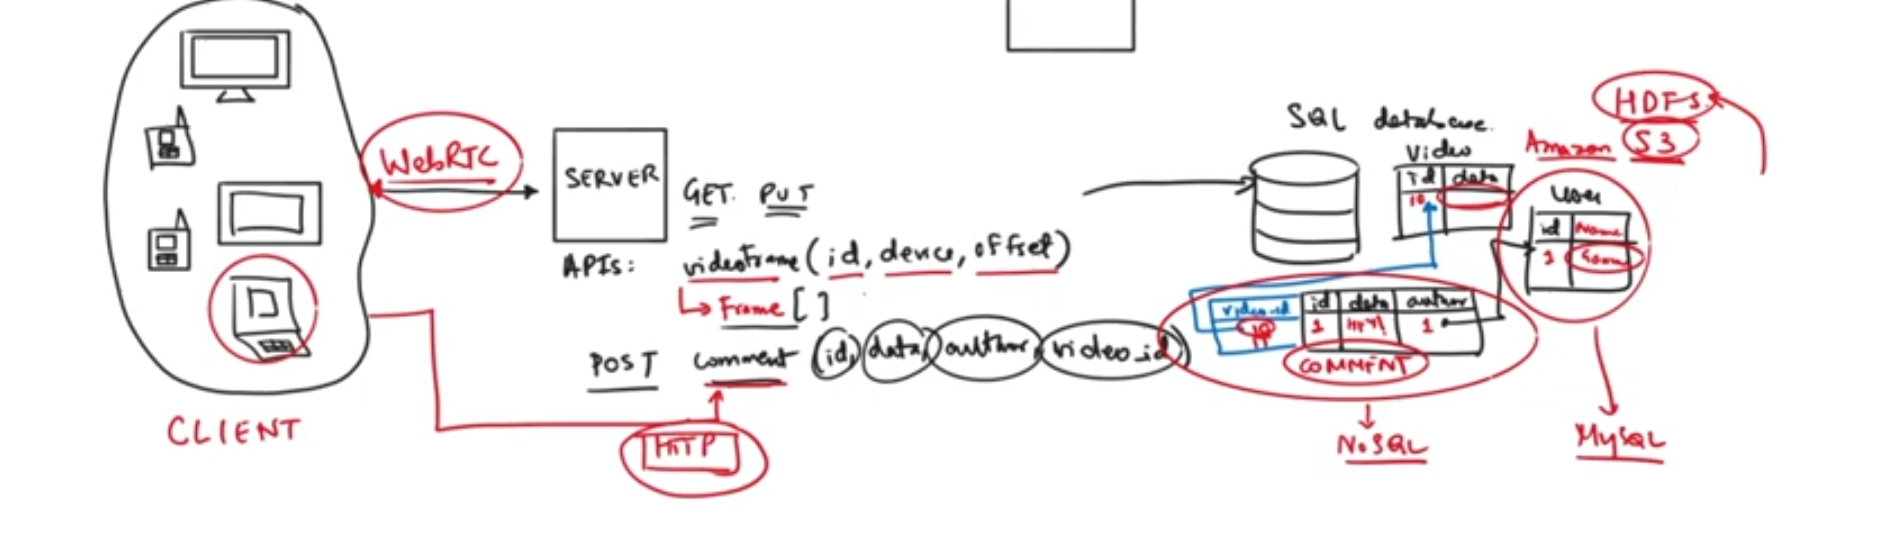 HDFS
SQL database
Amazon S3
Video
WebRTC
id data
10
SERVER
User
GET PUT
id Name
1
APIs: videoFrame (id, device, offset)
Frame []
video_id id data author
10 1 Hey! 1
POST comment (id, data, author, video_id)
COMMENT
CLIENT
HTTP
NoSQL
MySQL